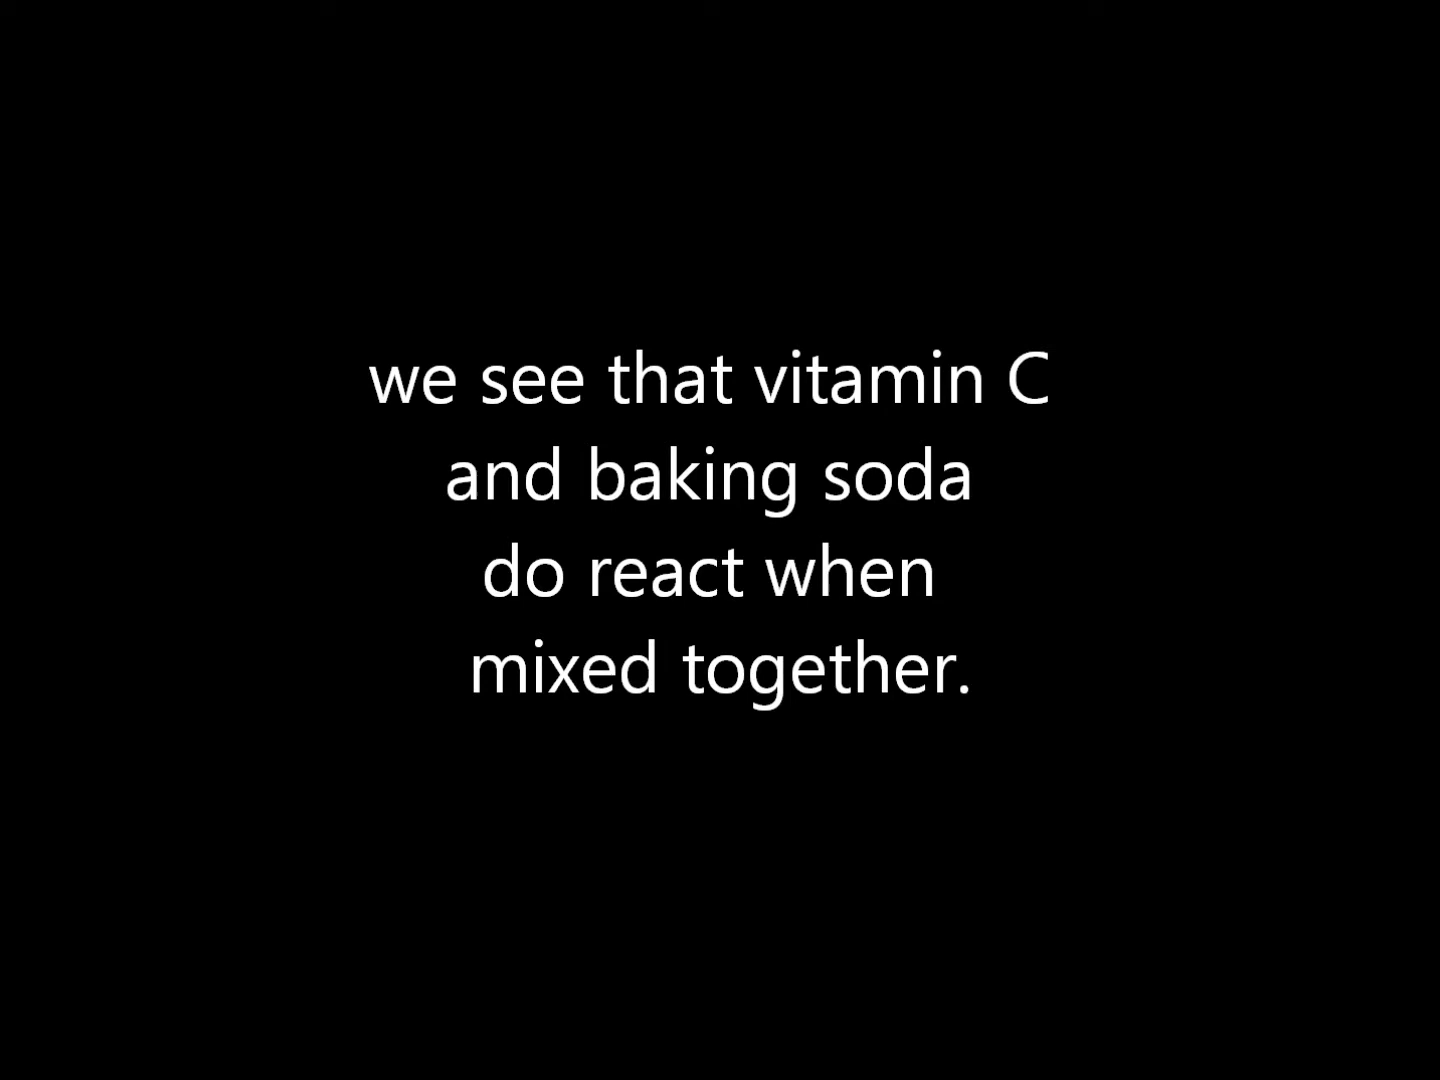 we see that vitamin C
and baking soda
do react when
mixed together.